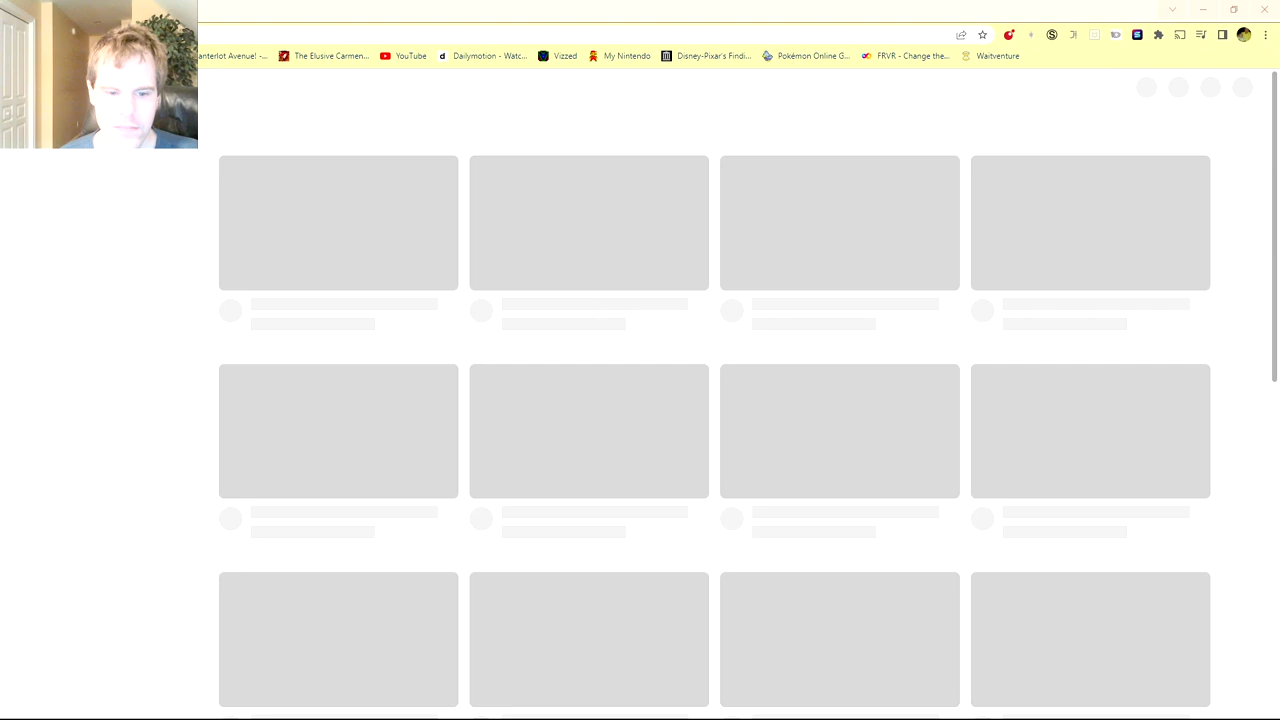 anterlot Avenue! -... The Elusive Carmen... YouTube d Dailymotion - Watc... Vizzed My Nintendo Disney-Pixar's Findi... Pokémon Online G... FRVR - Change the... Waitventure